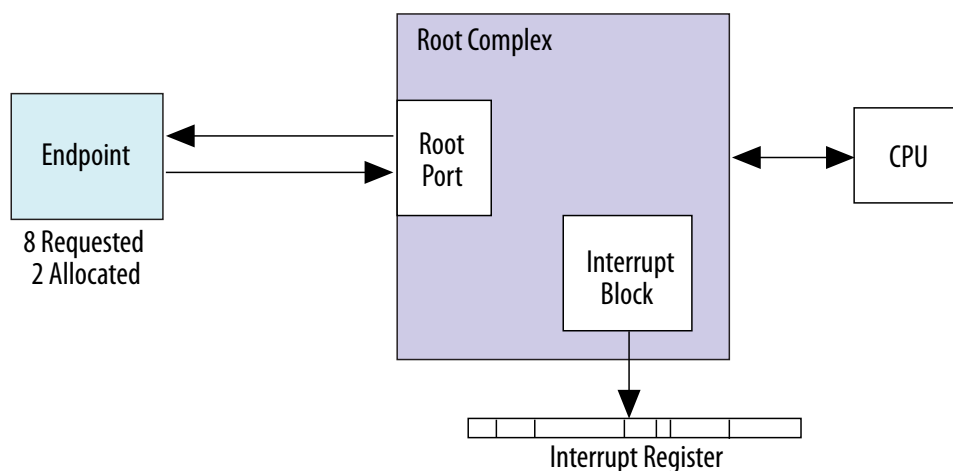 Root Complex
Endpoint
Root
Port
CPU
8 Requested
2 Allocated
Interrupt
Block
Interrupt Register